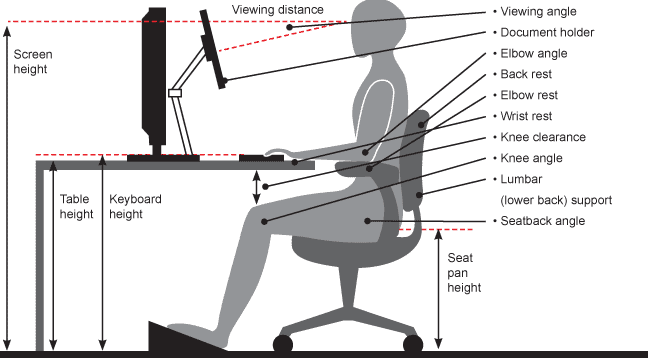 Viewing distance
• Viewing angle
• Document holder
• Elbow angle
• Back rest
• Elbow rest
• Wrist rest
• Knee clearance
• Knee angle
• Lumbar
(lower back) support
• Seatback angle
Screen
height
Table
height
Keyboard
height
Seat
pan
height